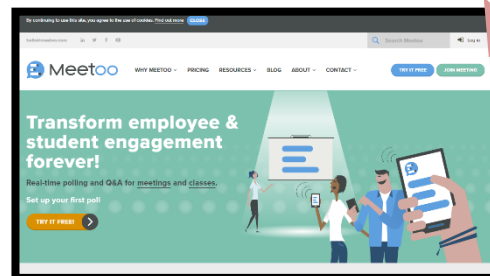 By continuing to use this site, you agree to the use of cookies. Find out more CLOSE
Search Meetoo Log in
Meetoo WHY MEETOO PRICING RESOURCES BLOG ABOUT CONTACT TRY IT FREE JOIN MEETING
Transform employee &
student engagement
forever!
Real-time polling and Q&A for meetings and classes.
Set up your first poll
TRY IT FREE!